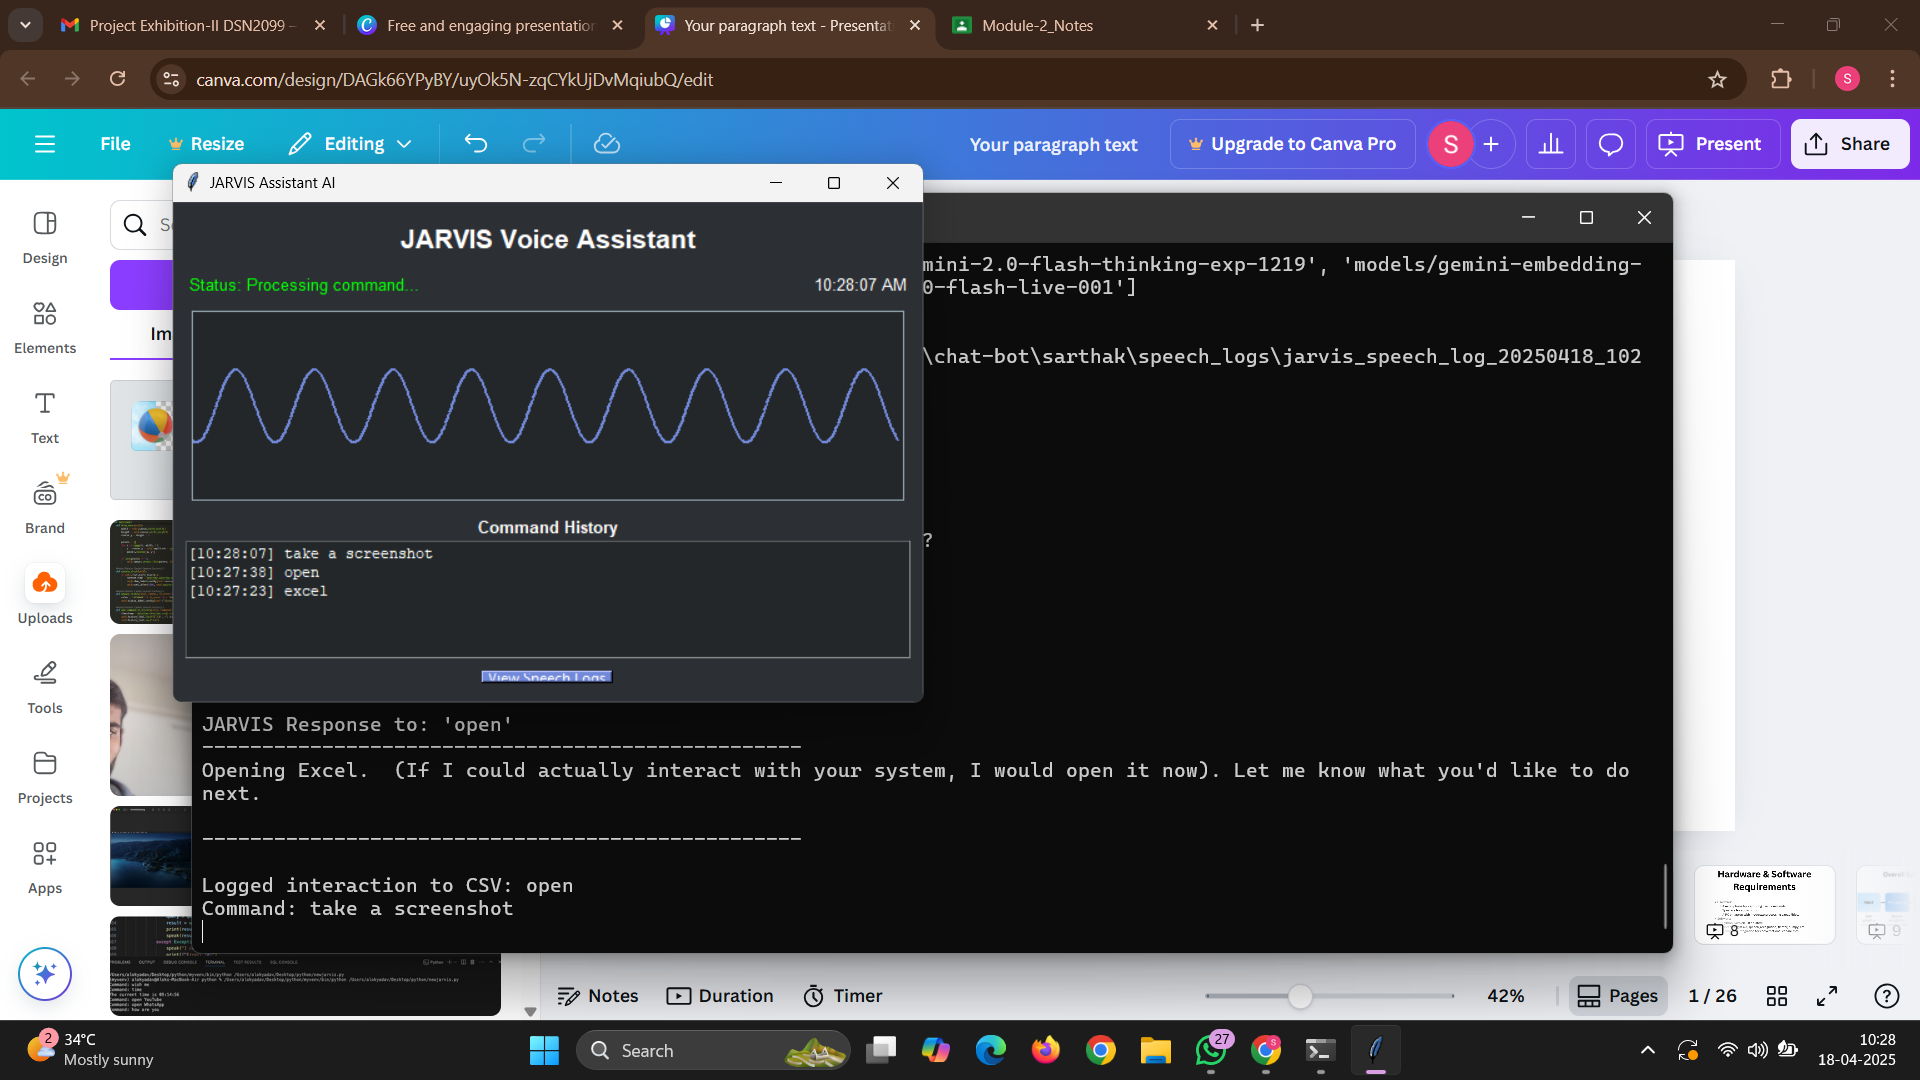 Project Exhibition-II DSN2099 –
Free and engaging presentation
Your paragraph text - Presentat
Module-2_Notes
canva.com/design/DAGk66YPyBY/uyOk5N-zqCYkUjDvMqiubQ/edit
S
File
Resize
Editing
Your paragraph text
Upgrade to Canva Pro
S
Present
Share
Design
Elements
Text
Brand
Uploads
Tools
Projects
Apps
JARVIS Assistant AI
JARVIS Voice Assistant
Status: Processing command...
10:28:07 AM
Command History
[10:28:07] take a screenshot
[10:27:38] open
[10:27:23] excel
View Speech Logs
mini-2.0-flash-thinking-exp-1219', 'models/gemini-embedding-
0-flash-live-001']
\chat-bot\sarthak\speech_logs\jarvis_speech_log_20250418_102
?
JARVIS Response to: 'open'
--------------------------------------------------
Opening Excel.  (If I could actually interact with your system, I would open it now). Let me know what you'd like to do
next.
--------------------------------------------------
Logged interaction to CSV: open
Command: take a screenshot
Hardware & Software
Requirements
8
9
Notes
Duration
Timer
42%
Pages
1 / 26
2
34°C
Mostly sunny
Search
27
10:28
18-04-2025